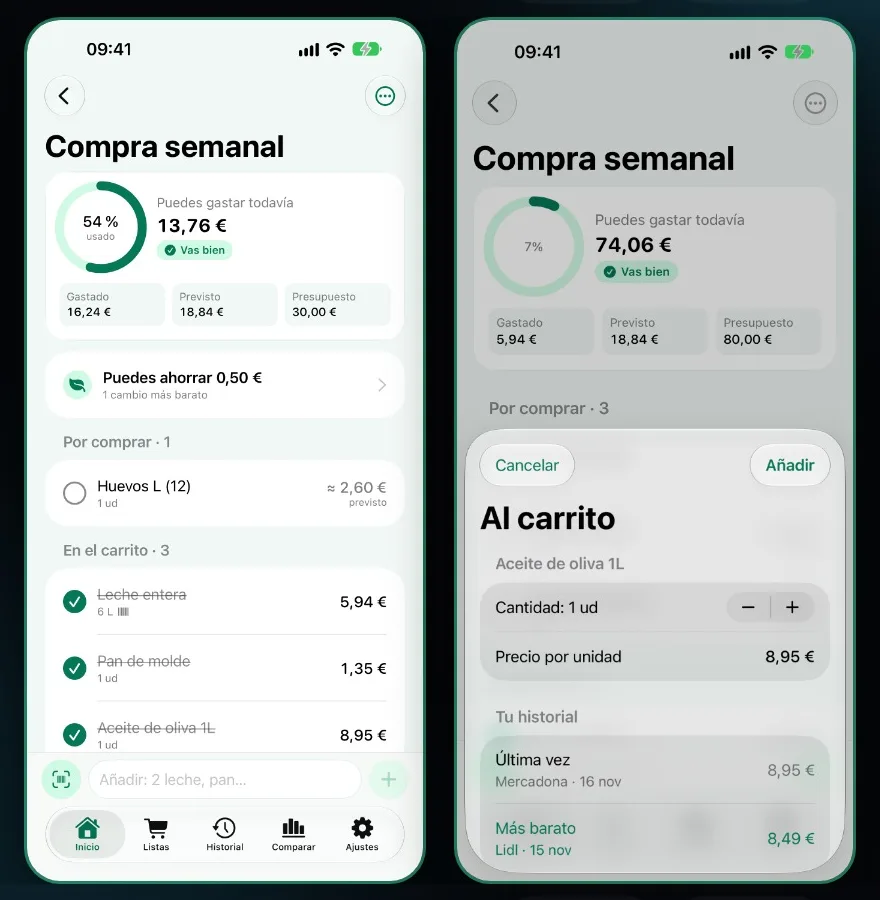 09:41
Compra semanal
54 %
usado
Puedes gastar todavía
13,76 €
Vas bien
Gastado
16,24 €
Previsto
18,84 €
Presupuesto
30,00 €
Puedes ahorrar 0,50 €
1 cambio más barato
Por comprar · 1
Huevos L (12)
1 ud
≈ 2,60 €
previsto
En el carrito · 3
Leche entera
6 L
5,94 €
Pan de molde
1 ud
1,35 €
Aceite de oliva 1L
1 ud
8,95 €
Añadir: 2 leche, pan...
Inicio
Listas
Historial
Comparar
Ajustes
09:41
Compra semanal
7%
Puedes gastar todavía
74,06 €
Vas bien
Gastado
5,94 €
Previsto
18,84 €
Presupuesto
80,00 €
Por comprar · 3
Cancelar
Añadir
Al carrito
Aceite de oliva 1L
Cantidad: 1 ud
Precio por unidad
8,95 €
Tu historial
Última vez
Mercadona · 16 nov
8,95 €
Más barato
Lidl · 15 nov
8,49 €